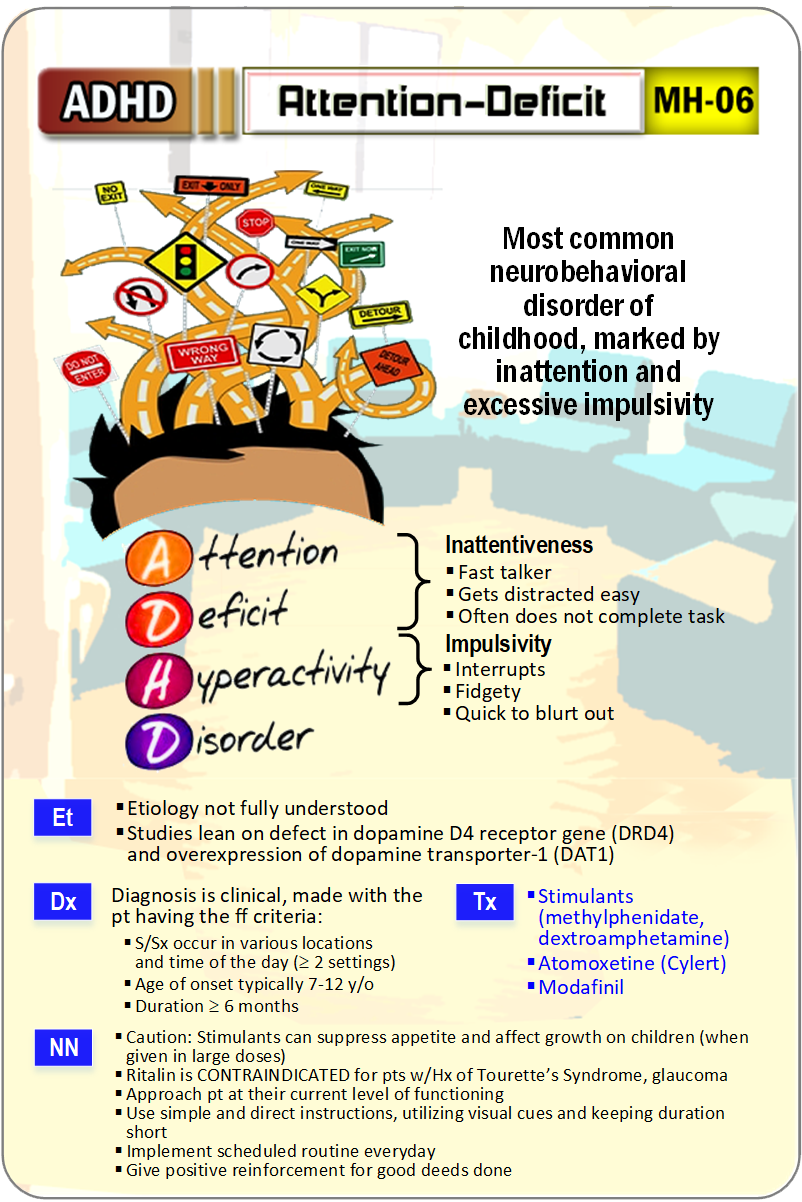 ADHD
Attention-Deficit
MH-06
NO EXIT
EXIT ONLY
ONE WAY
STOP
ONE WAY
EXIT NOW
DETOUR
WRONG WAY
DETOUR AHEAD
DO NOT ENTER
Most common
neurobehavioral
disorder of
childhood, marked by
inattention and
excessive impulsivity
Attention
Deficit
Hyperactivity
Disorder
Inattentiveness
▪ Fast talker
▪ Gets distracted easy
▪ Often does not complete task
Impulsivity
▪ Interrupts
▪ Fidgety
▪ Quick to blurt out
Et
▪ Etiology not fully understood
▪ Studies lean on defect in dopamine D4 receptor gene (DRD4)
and overexpression of dopamine transporter-1 (DAT1)
Dx
Diagnosis is clinical, made with the
pt having the ff criteria:
▪ S/Sx occur in various locations
and time of the day (≥ 2 settings)
▪ Age of onset typically 7-12 y/o
▪ Duration ≥ 6 months
Tx
▪ Stimulants
(methylphenidate,
dextroamphetamine)
▪ Atomoxetine (Cylert)
▪ Modafinil
NN
▪ Caution: Stimulants can suppress appetite and affect growth on children (when
given in large doses)
▪ Ritalin is CONTRAINDICATED for pts w/Hx of Tourette’s Syndrome, glaucoma
▪ Approach pt at their current level of functioning
▪ Use simple and direct instructions, utilizing visual cues and keeping duration
short
▪ Implement scheduled routine everyday
▪ Give positive reinforcement for good deeds done